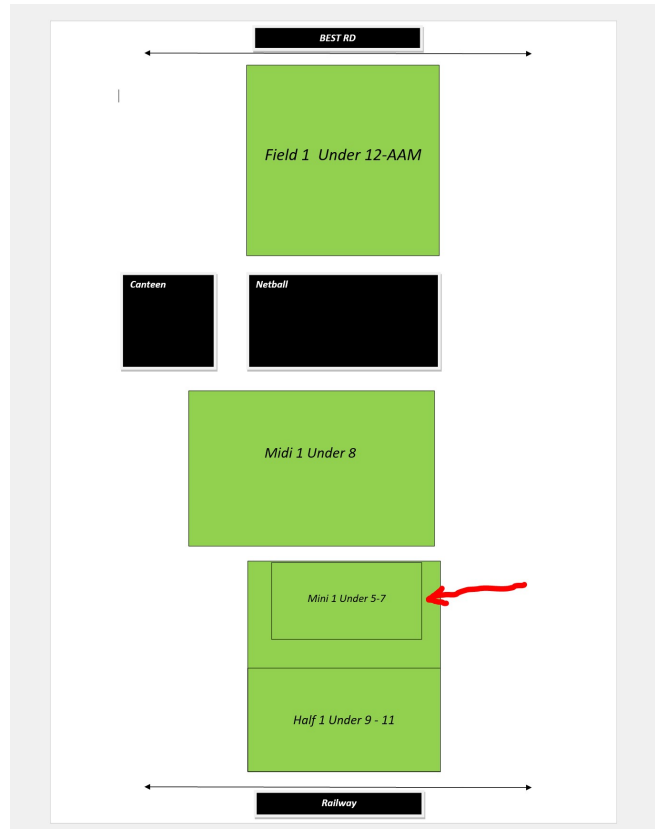 BEST RD
Field 1 Under 12-AAM
Canteen
Netball
Midi 1 Under 8
Mini 1 Under 5-7
Half 1 Under 9 - 11
Railway